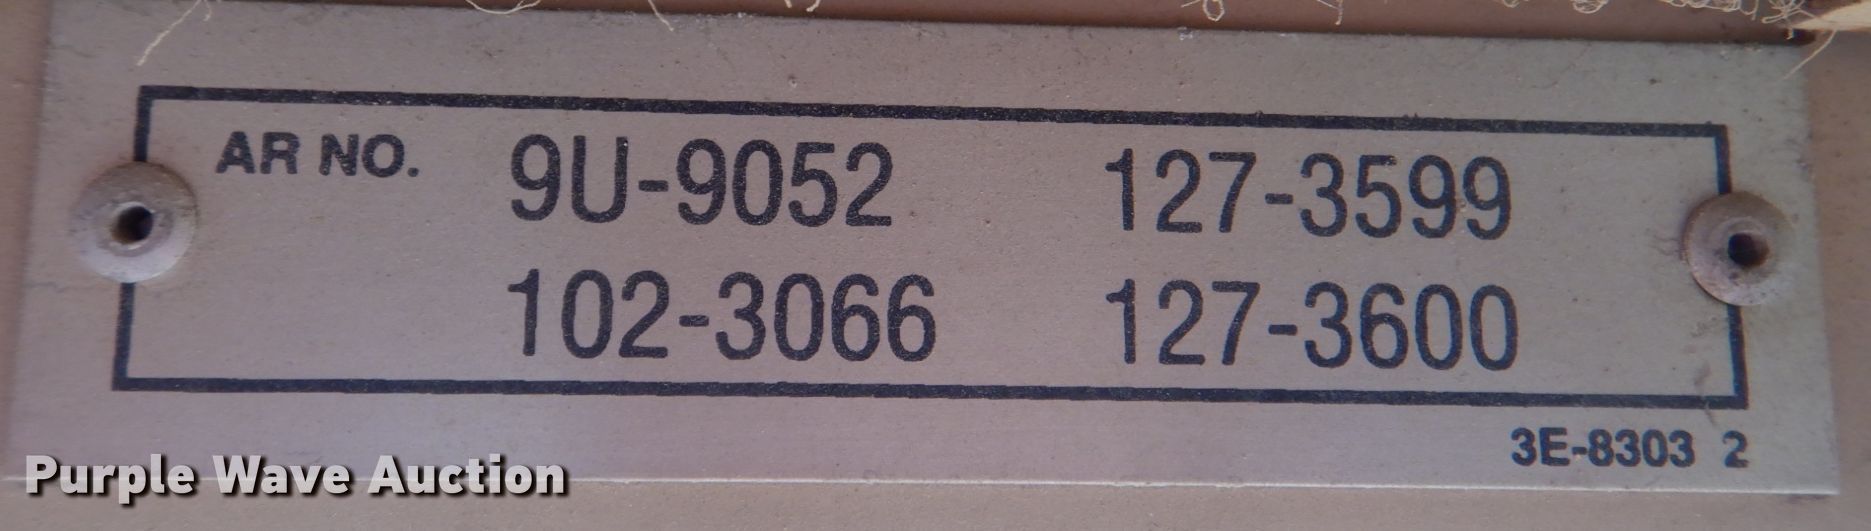 AR NO. 9U-9052 127-3599
102-3066 127-3600
3E-8303 2
Purple Wave Auction